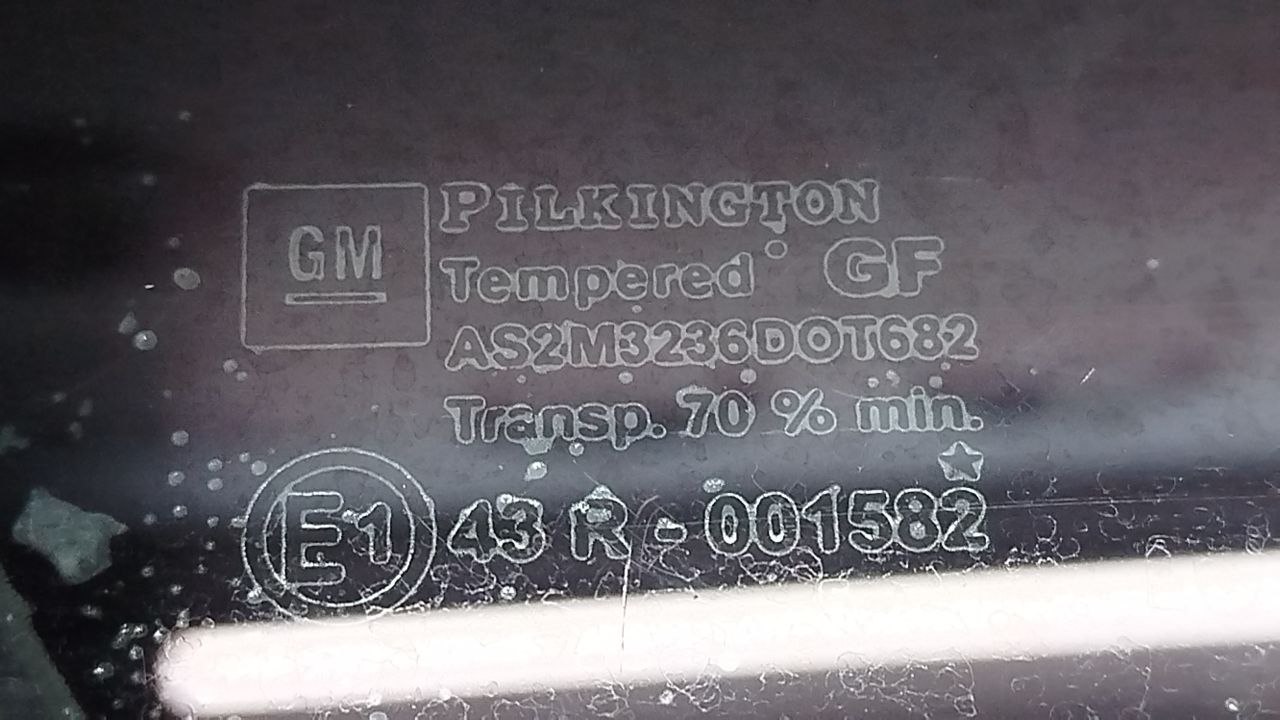 GM
PILKINGTON
Tempered° GF
AS2M3236DOT682
Transp. 70 % min.
E1 43 R - 001582